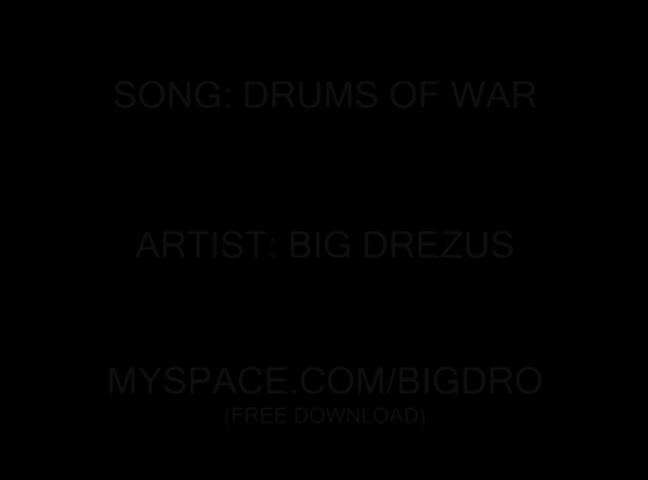 SONG: DRUMS OF WAR
ARTIST: BIG DREZUS
MYSPACE.COM/BIGDRO
(FREE DOWNLOAD)